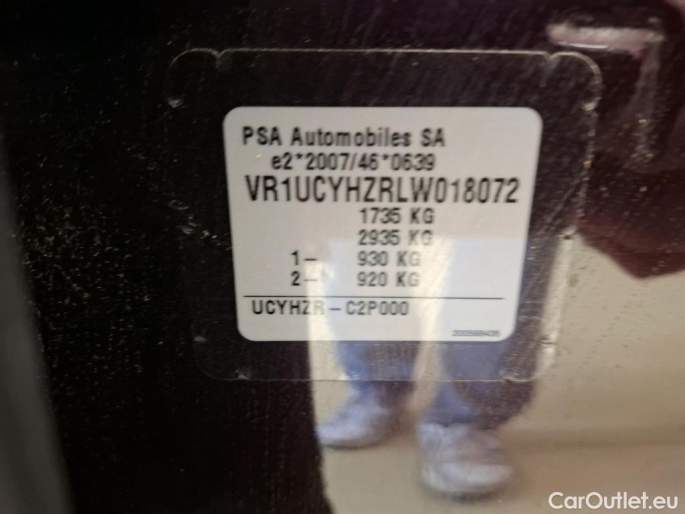 PSA Automobiles SA
e2*2007/46*0639
VR1UCYHZRLW018072
1735 KG
2935 KG
1- 930 KG
2- 920 KG
UCYHZR-C2P000
CarOutlet.eu